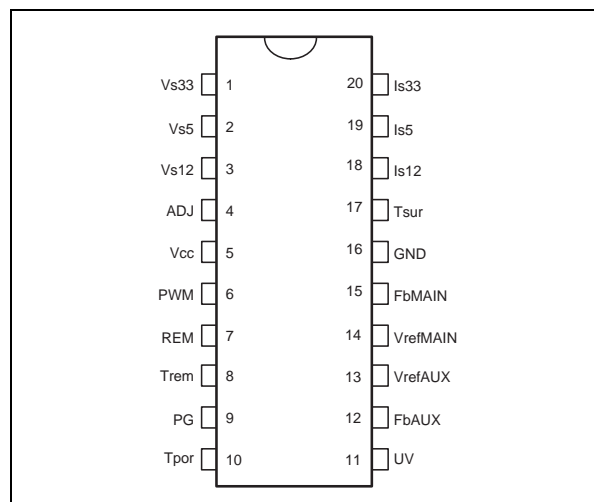 Vs33 1 20 Is33
Vs5 2 19 Is5
Vs12 3 18 Is12
ADJ 4 17 Tsur
Vcc 5 16 GND
PWM 6 15 FbMAIN
REM 7 14 VrefMAIN
Trem 8 13 VrefAUX
PG 9 12 FbAUX
Tpor 10 11 UV